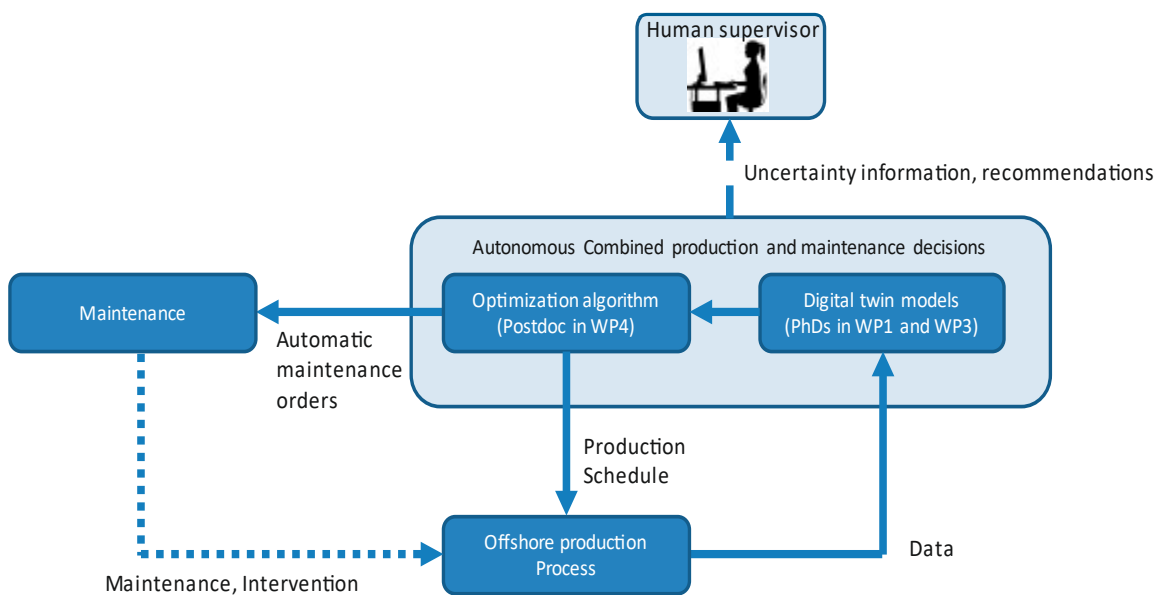 Human supervisor
Uncertainty information, recommendations
Autonomous Combined production and maintenance decisions
Maintenance
Optimization algorithm
(Postdoc in WP4)
Digital twin models
(PhDs in WP1 and WP3)
Automatic
maintenance
orders
Production
Schedule
Offshore production
Process
Data
Maintenance, Intervention